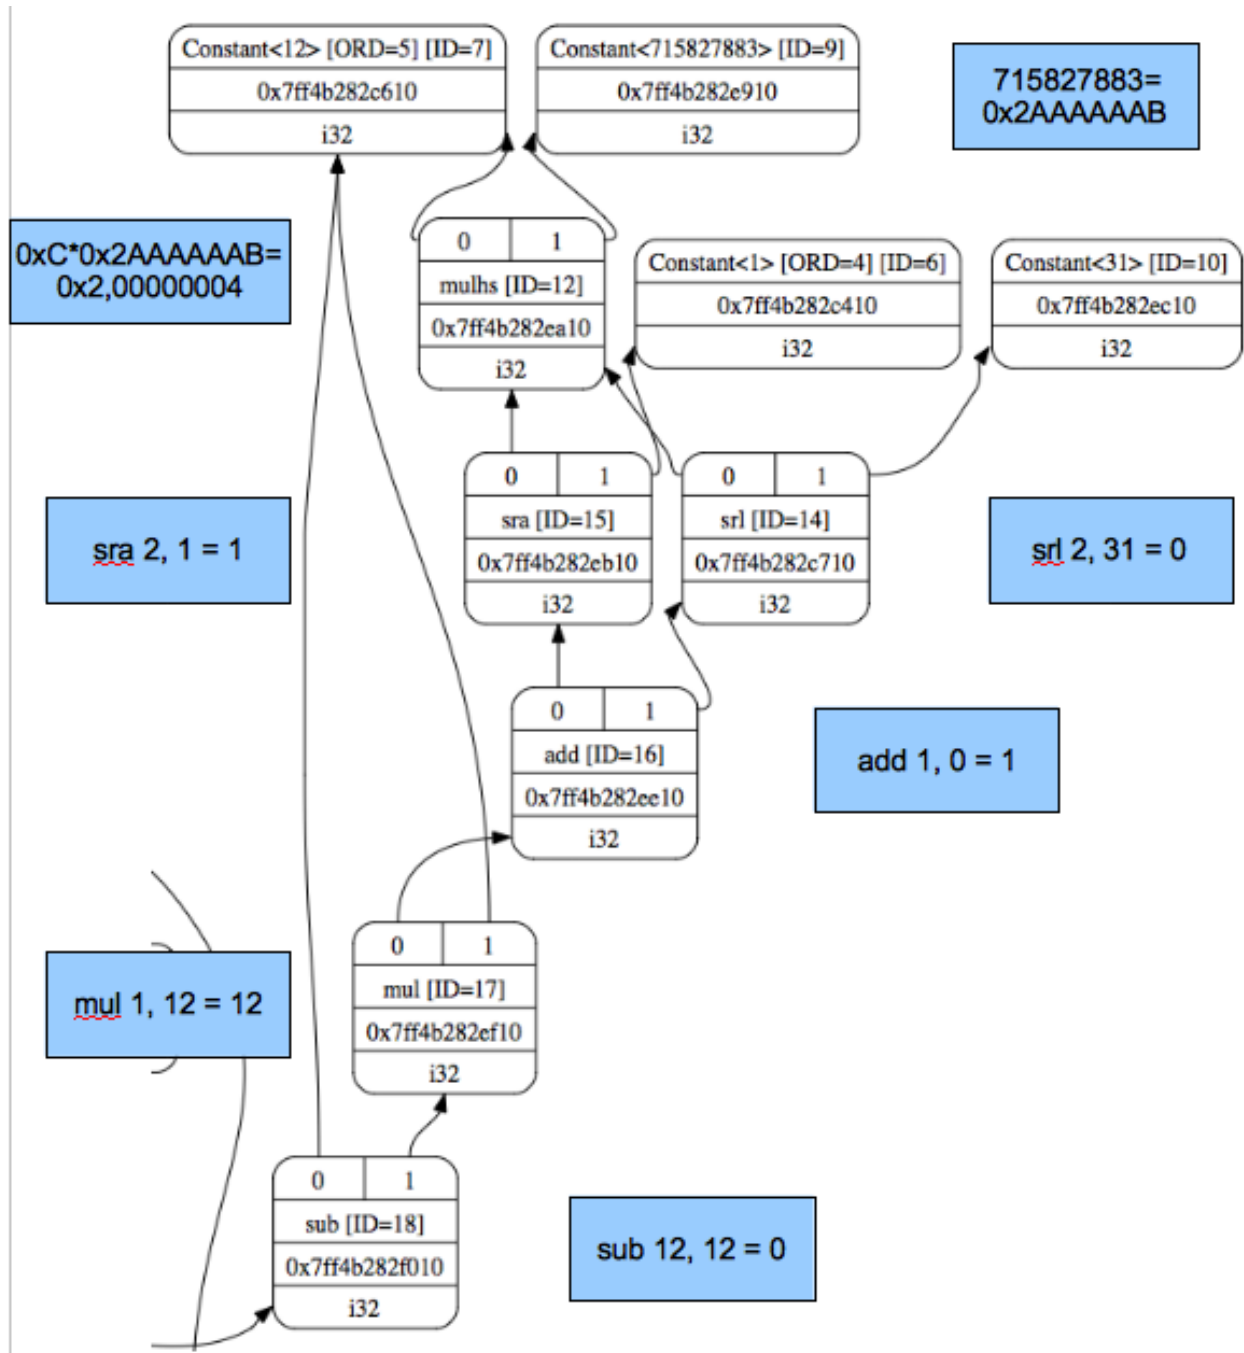 Constant<12> [ORD=5] [ID=7]
0x7ff4b282c610
i32
Constant<715827883> [ID=9]
0x7ff4b282e910
i32
715827883=
0x2AAAAAAB
0xC*0x2AAAAAAB=
0x2,00000004
0 1
mulhs [ID=12]
0x7ff4b282ea10
i32
Constant<1> [ORD=4] [ID=6]
0x7ff4b282c410
i32
Constant<31> [ID=10]
0x7ff4b282ec10
i32
sra 2, 1 = 1
0 1
sra [ID=15]
0x7ff4b282eb10
i32
0 1
srl [ID=14]
0x7ff4b282c710
i32
srl 2, 31 = 0
0 1
add [ID=16]
0x7ff4b282ee10
i32
add 1, 0 = 1
mul 1, 12 = 12
0 1
mul [ID=17]
0x7ff4b282ef10
i32
0 1
sub [ID=18]
0x7ff4b282f010
i32
sub 12, 12 = 0